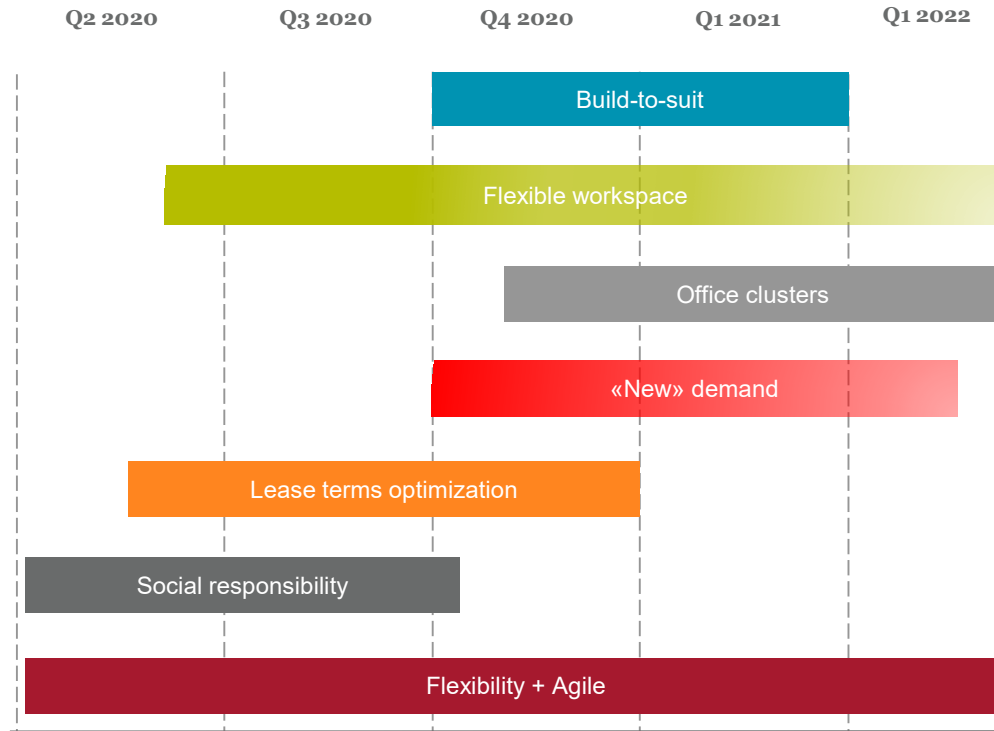 Q2 2020 Q3 2020 Q4 2020 Q1 2021 Q1 2022
Build-to-suit
Flexible workspace
Office clusters
«New» demand
Lease terms optimization
Social responsibility
Flexibility + Agile